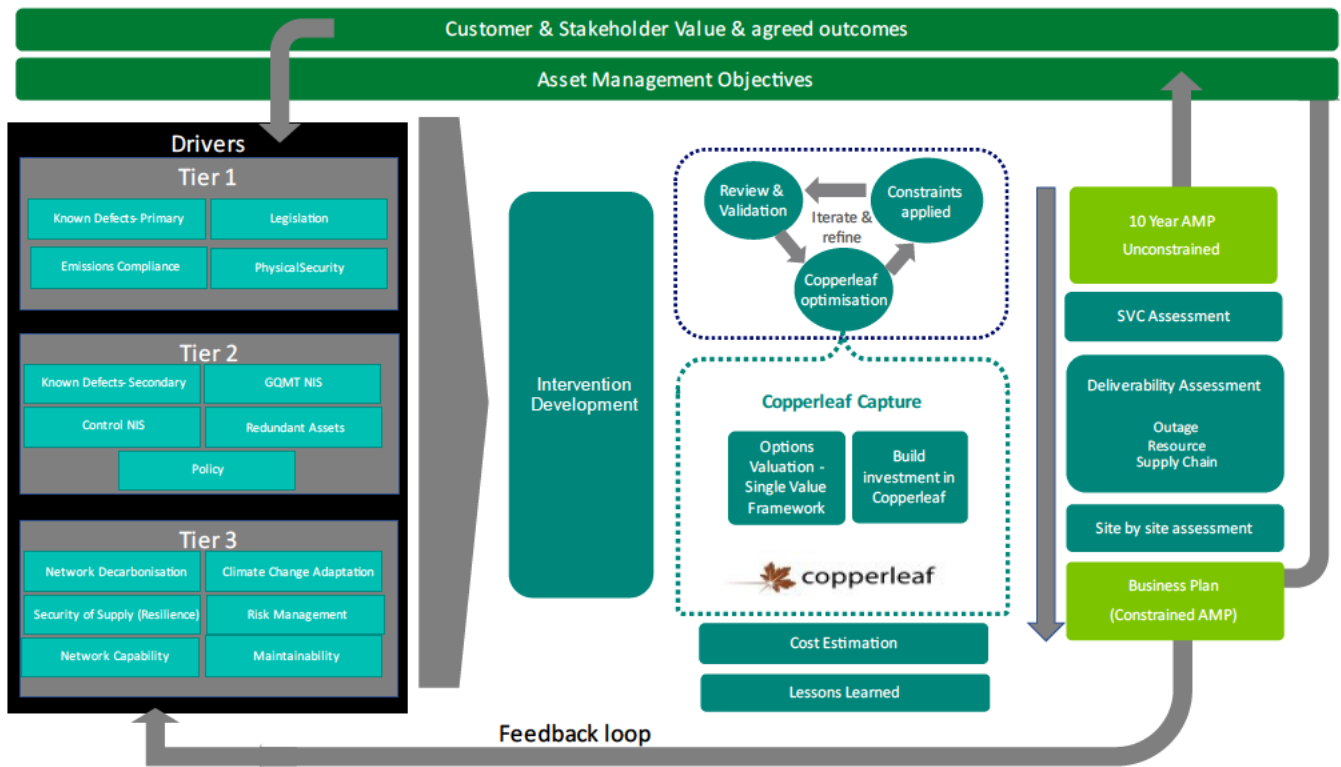 Customer & Stakeholder Value & agreed outcomes
Asset Management Objectives
Drivers
Tier 1
Known Defects- Primary
Legislation
Emissions Compliance
PhysicalSecurity
Tier 2
Known Defects- Secondary
GQMT NIS
Control NIS
Redundant Assets
Policy
Tier 3
Network Decarbonisation
Climate Change Adaptation
Security of Supply (Resilience)
Risk Management
Network Capability
Maintainability
Intervention
Development
Review &
Validation
Constraints
applied
Iterate &
refine
Copperleaf
optimisation
Copperleaf Capture
Options
Valuation -
Single Value
Framework
Build
investment in
Copperleaf
copperleaf
Cost Estimation
Lessons Learned
10 Year AMP
Unconstrained
SVC Assessment
Deliverability Assessment
Outage
Resource
Supply Chain
Site by site assessment
Business Plan
(Constrained AMP)
Feedback loop